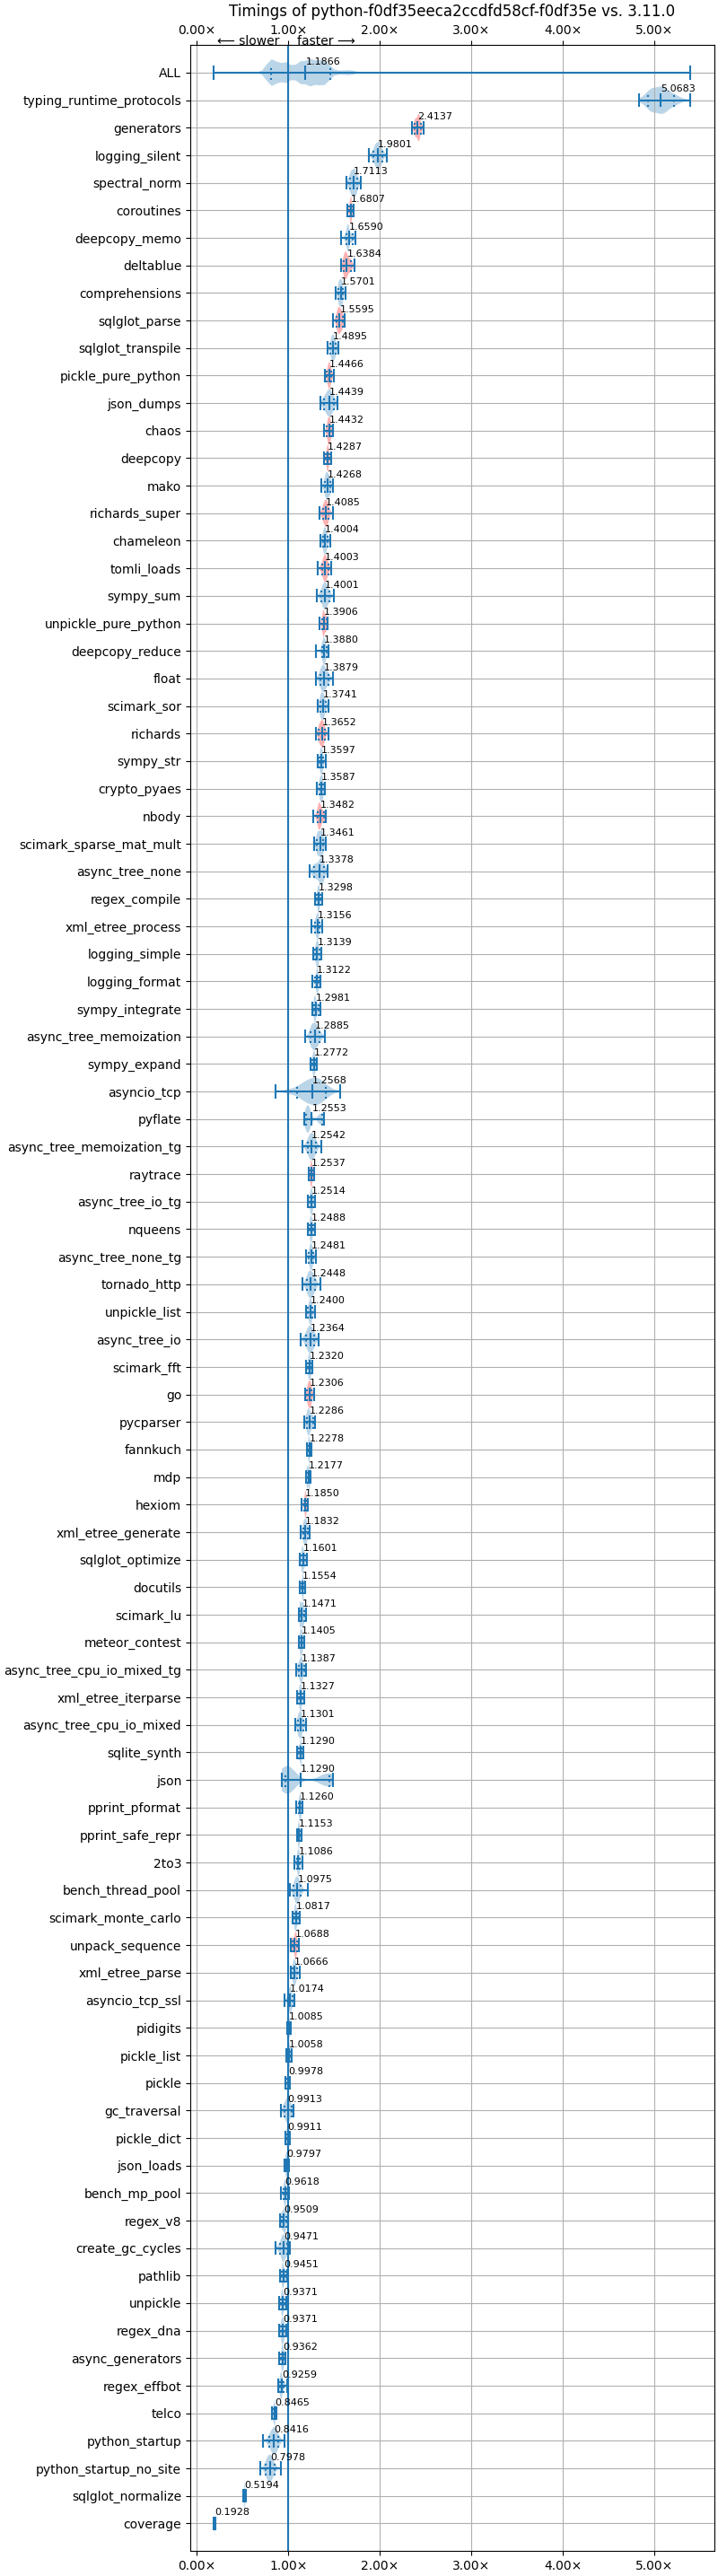 Timings of python-f0df35eeca2ccdfd58cf-f0df35e vs. 3.11.0
0.00× 1.00× 2.00× 3.00× 4.00× 5.00×
⟵ slower faster ⟶
ALL 1.1866
typing_runtime_protocols 5.0683
generators 2.4137
logging_silent 1.9801
spectral_norm 1.7113
coroutines 1.6807
deepcopy_memo 1.6590
deltablue 1.6384
comprehensions 1.5701
sqlglot_parse 1.5595
sqlglot_transpile 1.4895
pickle_pure_python 1.4466
json_dumps 1.4439
chaos 1.4432
deepcopy 1.4287
mako 1.4268
richards_super 1.4085
chameleon 1.4004
tomli_loads 1.4003
sympy_sum 1.4001
unpickle_pure_python 1.3906
deepcopy_reduce 1.3880
float 1.3879
scimark_sor 1.3741
richards 1.3652
sympy_str 1.3597
crypto_pyaes 1.3587
nbody 1.3482
scimark_sparse_mat_mult 1.3461
async_tree_none 1.3378
regex_compile 1.3298
xml_etree_process 1.3156
logging_simple 1.3139
logging_format 1.3122
sympy_integrate 1.2981
async_tree_memoization 1.2885
sympy_expand 1.2772
asyncio_tcp 1.2568
pyflate 1.2553
async_tree_memoization_tg 1.2542
raytrace 1.2537
async_tree_io_tg 1.2514
nqueens 1.2488
async_tree_none_tg 1.2481
tornado_http 1.2448
unpickle_list 1.2400
async_tree_io 1.2364
scimark_fft 1.2320
go 1.2306
pycparser 1.2286
fannkuch 1.2278
mdp 1.2177
hexiom 1.1850
xml_etree_generate 1.1832
sqlglot_optimize 1.1601
docutils 1.1554
scimark_lu 1.1471
meteor_contest 1.1405
async_tree_cpu_io_mixed_tg 1.1387
xml_etree_iterparse 1.1327
async_tree_cpu_io_mixed 1.1301
sqlite_synth 1.1290
json 1.1290
pprint_pformat 1.1260
pprint_safe_repr 1.1153
2to3 1.1086
bench_thread_pool 1.0975
scimark_monte_carlo 1.0817
unpack_sequence 1.0688
xml_etree_parse 1.0666
asyncio_tcp_ssl 1.0174
pidigits 1.0085
pickle_list 1.0058
pickle 0.9978
gc_traversal 0.9913
pickle_dict 0.9911
json_loads 0.9797
bench_mp_pool 0.9618
regex_v8 0.9509
create_gc_cycles 0.9471
pathlib 0.9451
unpickle 0.9371
regex_dna 0.9371
async_generators 0.9362
regex_effbot 0.9259
telco 0.8465
python_startup 0.8416
python_startup_no_site 0.7978
sqlglot_normalize 0.5194
coverage 0.1928
0.00× 1.00× 2.00× 3.00× 4.00× 5.00×